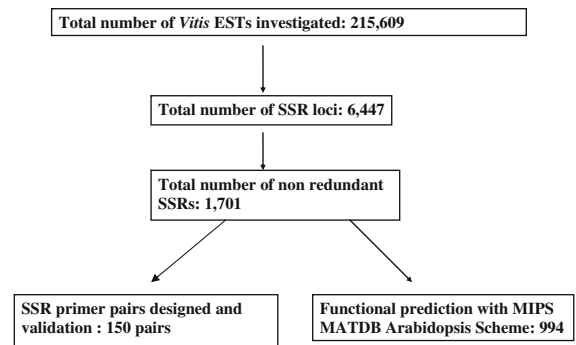 Total number of Vitis ESTs investigated: 215,609
Total number of SSR loci: 6,447
Total number of non redundant
SSRs: 1,701
SSR primer pairs designed and
validation : 150 pairs
Functional prediction with MIPS
MATDB Arabidopsis Scheme: 994